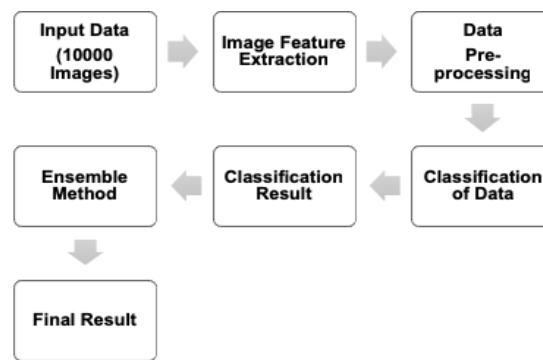 Input Data
(10000
Images)
Image Feature
Extraction
Data
Pre-
processing
Classification
of Data
Classification
Result
Ensemble
Method
Final Result